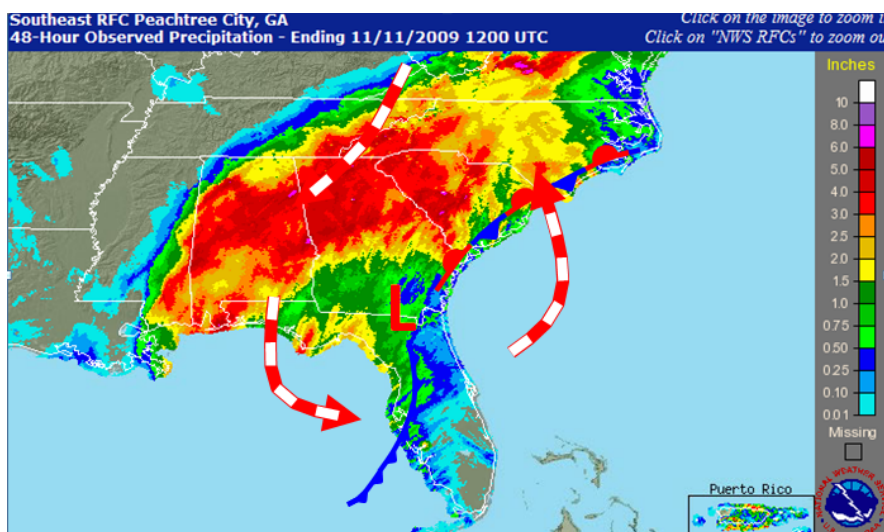 Southeast RFC Peachtree City, GA
48-Hour Observed Precipitation - Ending 11/11/2009 1200 UTC
Click on the image to zoom i
Click on "NWS RFCs" to zoom ou
Inches
10
8.0
6.0
5.0
4.0
3.0
2.5
2.0
1.5
1.0
0.75
0.50
0.25
0.10
0.01
Missing
L
Puerto Rico